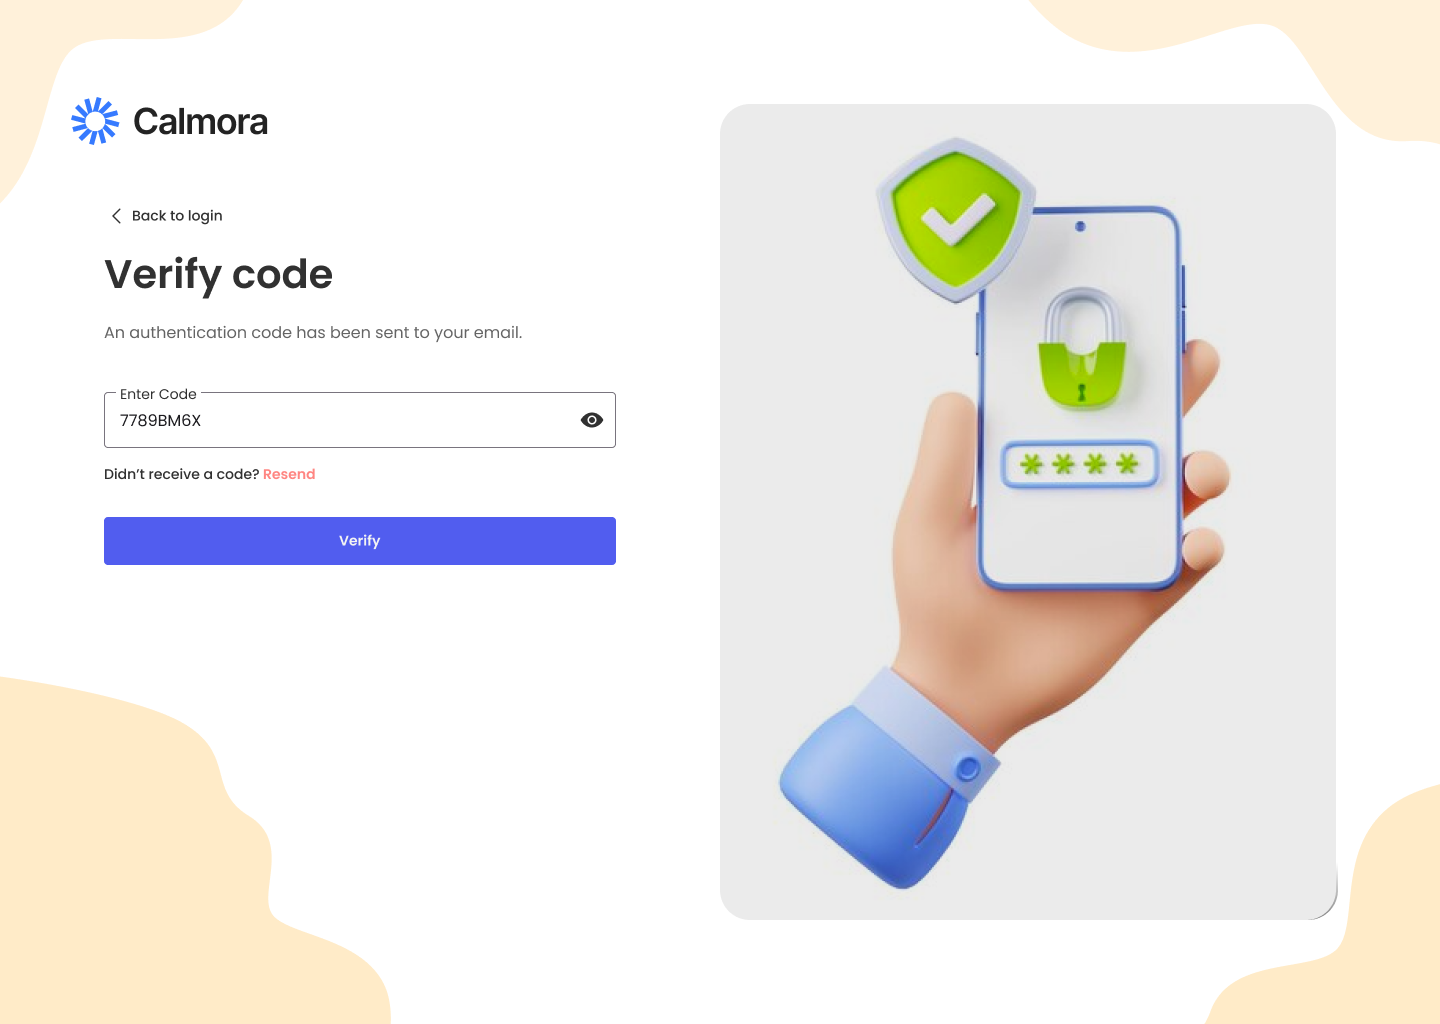 Calmora
Back to login
Verify code
An authentication code has been sent to your email.
Enter Code
7789BM6X
Didn’t receive a code? Resend
Verify
* * * *